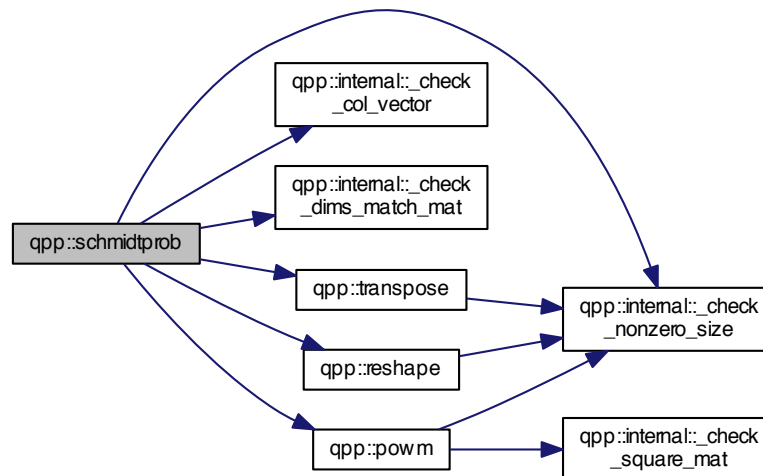 qpp::schmidtprob
qpp::internal::_check
_col_vector
qpp::internal::_check
_dims_match_mat
qpp::transpose
qpp::reshape
qpp::powm
qpp::internal::_check
_nonzero_size
qpp::internal::_check
_square_mat